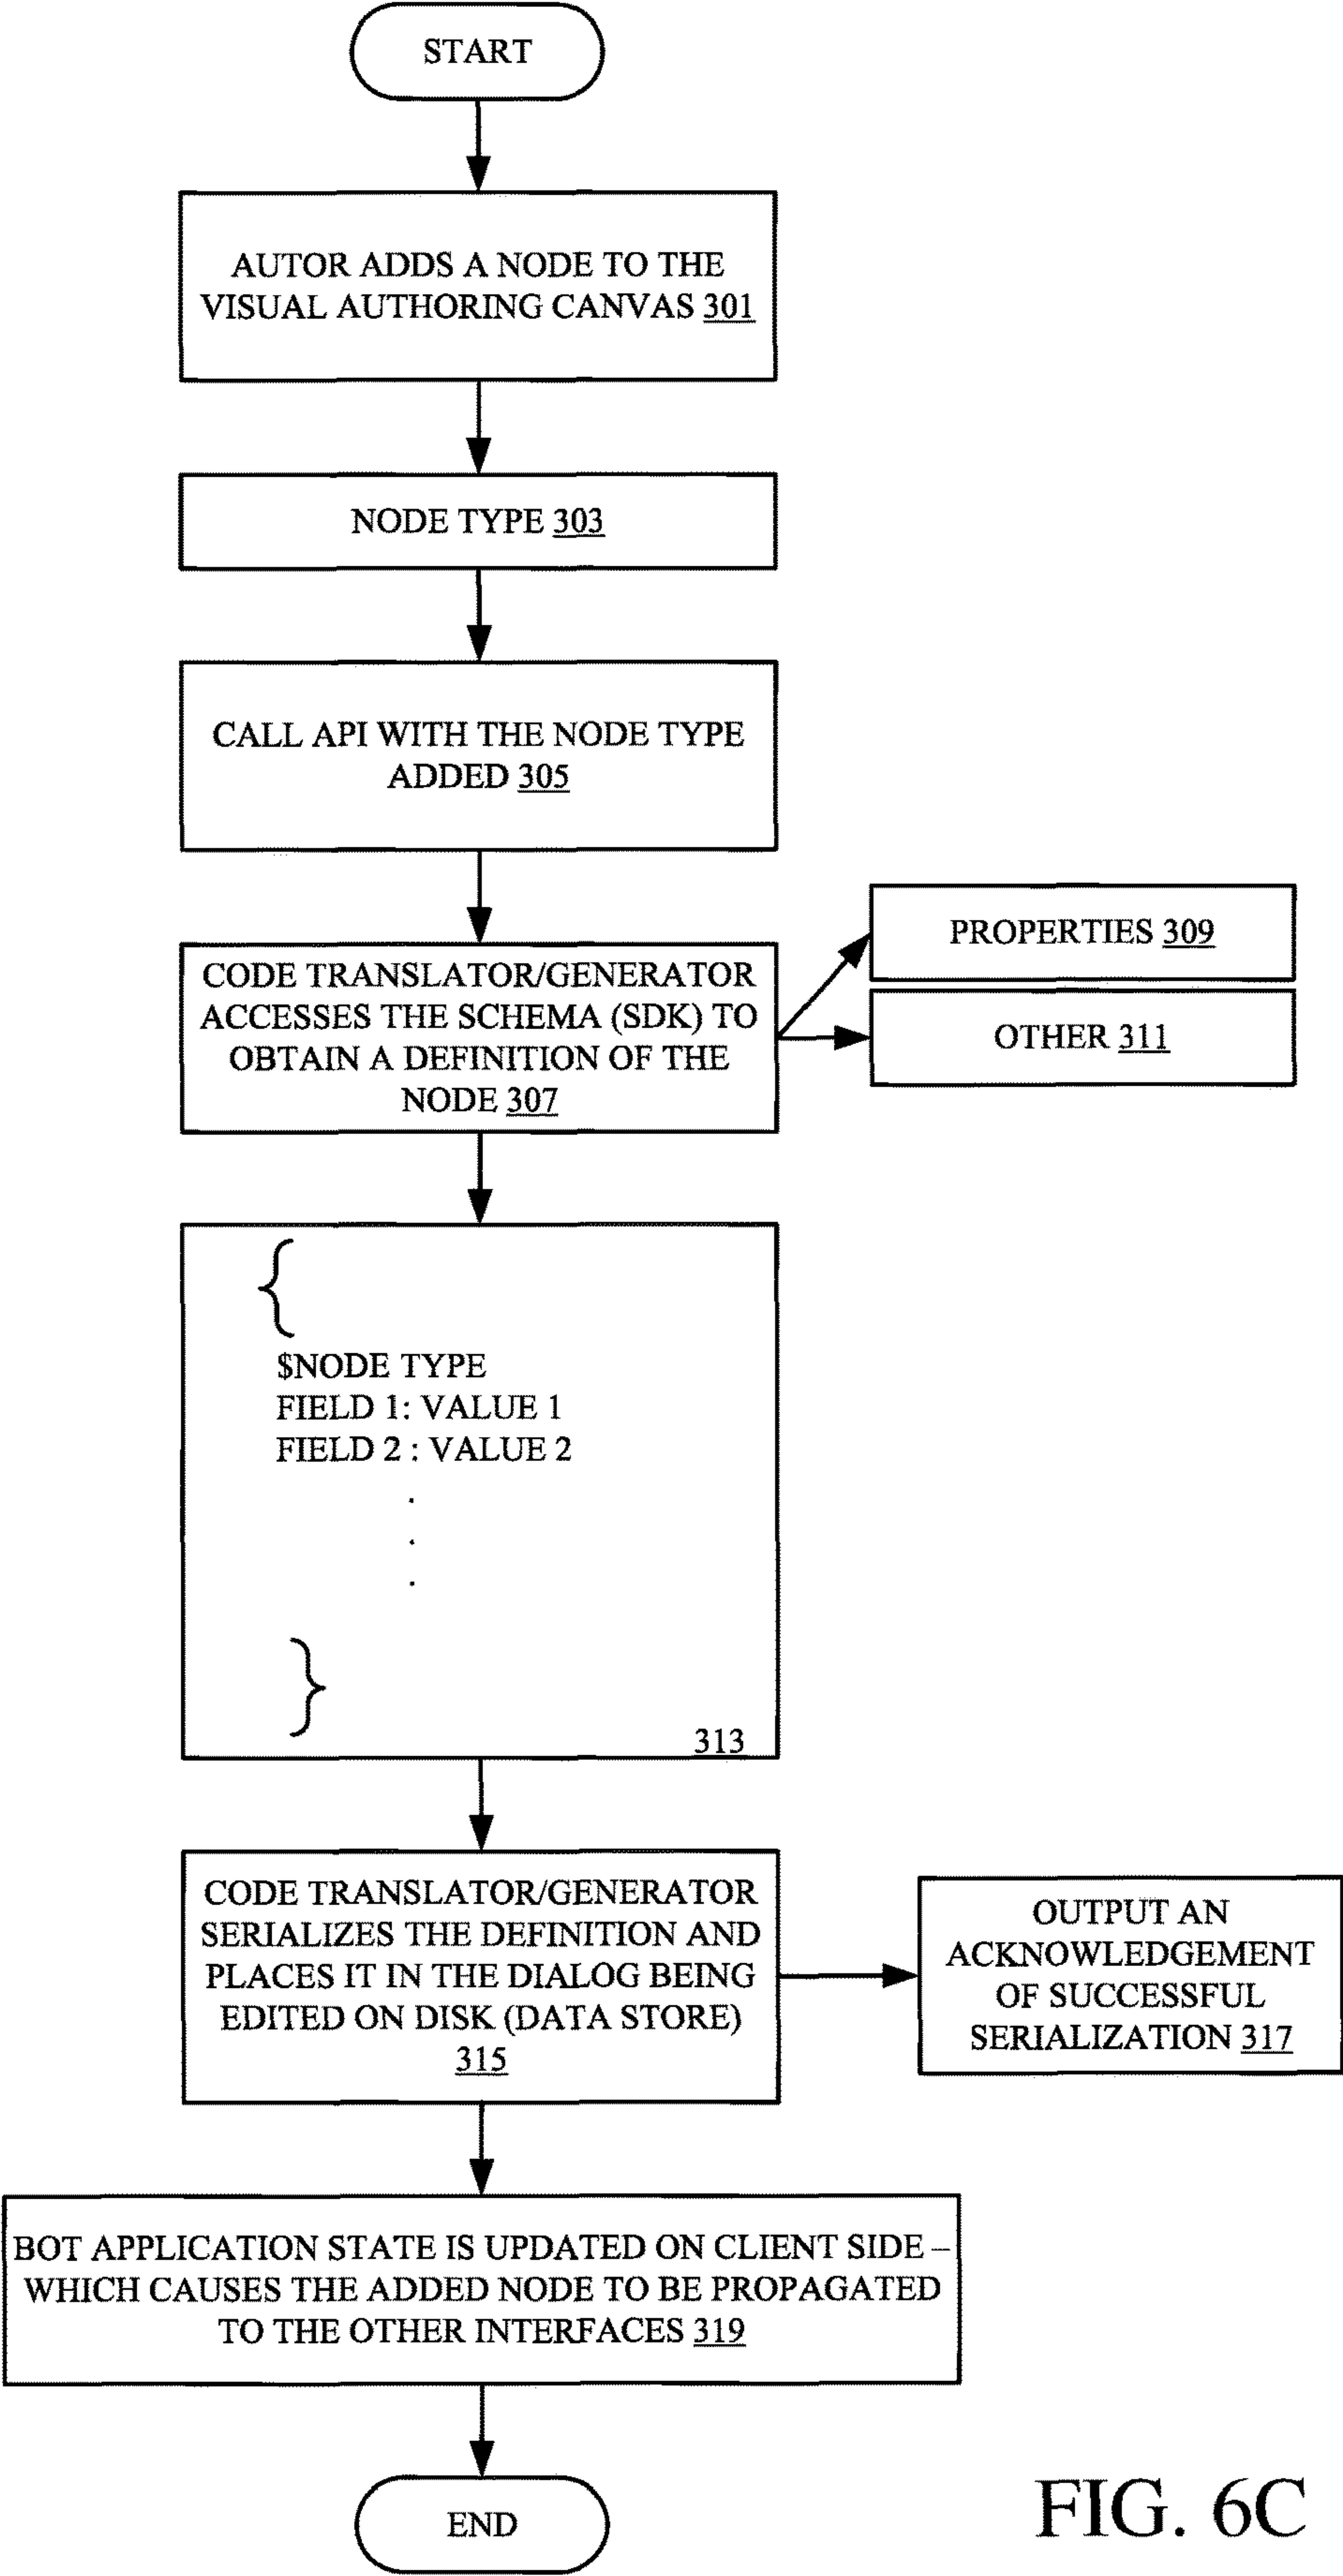 START
AUTOR ADDS A NODE TO THE
VISUAL AUTHORING CANVAS 301
NODE TYPE 303
CALL API WITH THE NODE TYPE
ADDED 305
CODE TRANSLATOR/GENERATOR
ACCESSES THE SCHEMA (SDK) TO
OBTAIN A DEFINITION OF THE
NODE 307
PROPERTIES 309
OTHER 311
{
$NODE TYPE
FIELD 1: VALUE 1
FIELD 2 : VALUE 2
.
.
.
}
313
CODE TRANSLATOR/GENERATOR
SERIALIZES THE DEFINITION AND
PLACES IT IN THE DIALOG BEING
EDITED ON DISK (DATA STORE)
315
OUTPUT AN
ACKNOWLEDGEMENT
OF SUCCESSFUL
SERIALIZATION 317
BOT APPLICATION STATE IS UPDATED ON CLIENT SIDE –
WHICH CAUSES THE ADDED NODE TO BE PROPAGATED
TO THE OTHER INTERFACES 319
END
FIG. 6C